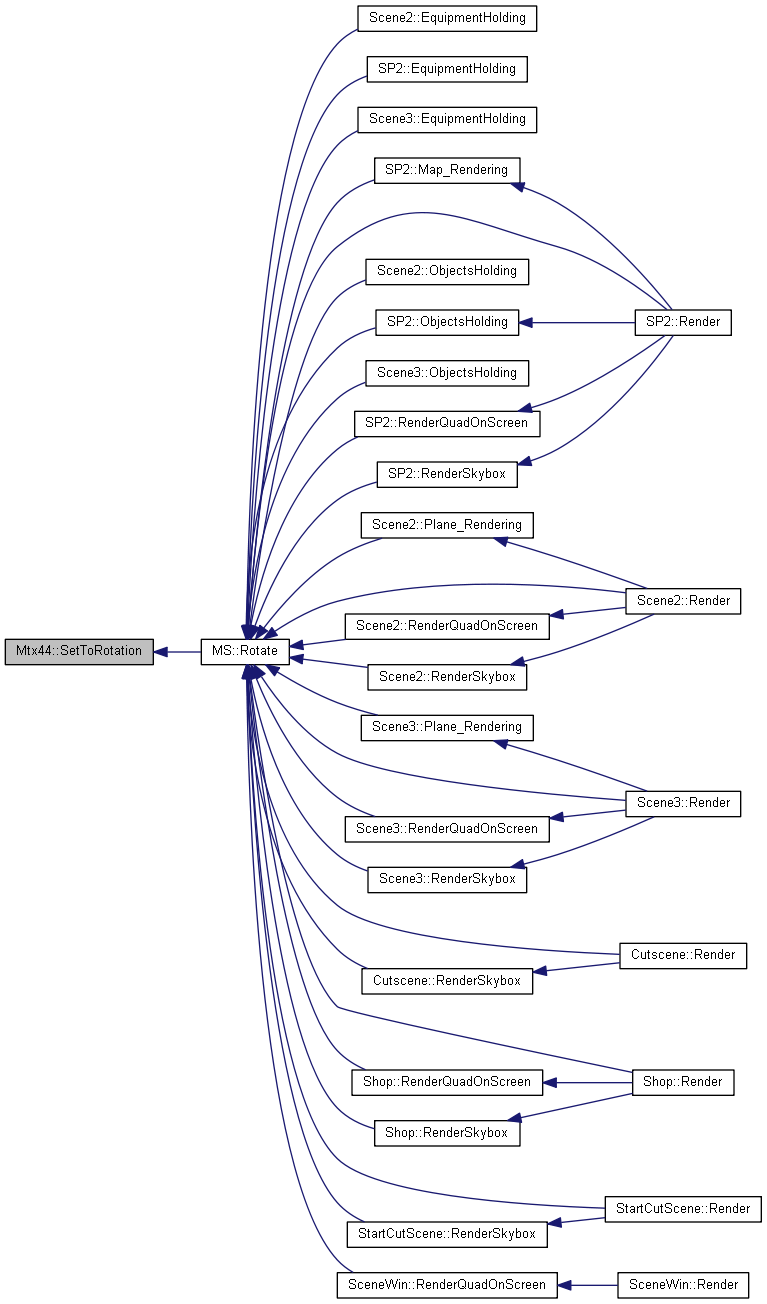 Scene2::EquipmentHolding
SP2::EquipmentHolding
Scene3::EquipmentHolding
SP2::Map_Rendering
Scene2::ObjectsHolding
SP2::ObjectsHolding
SP2::Render
Scene3::ObjectsHolding
SP2::RenderQuadOnScreen
SP2::RenderSkybox
Scene2::Plane_Rendering
Scene2::Render
Scene2::RenderQuadOnScreen
Mtx44::SetToRotation
MS::Rotate
Scene2::RenderSkybox
Scene3::Plane_Rendering
Scene3::Render
Scene3::RenderQuadOnScreen
Scene3::RenderSkybox
Cutscene::Render
Cutscene::RenderSkybox
Shop::RenderQuadOnScreen
Shop::Render
Shop::RenderSkybox
StartCutScene::Render
StartCutScene::RenderSkybox
SceneWin::RenderQuadOnScreen
SceneWin::Render